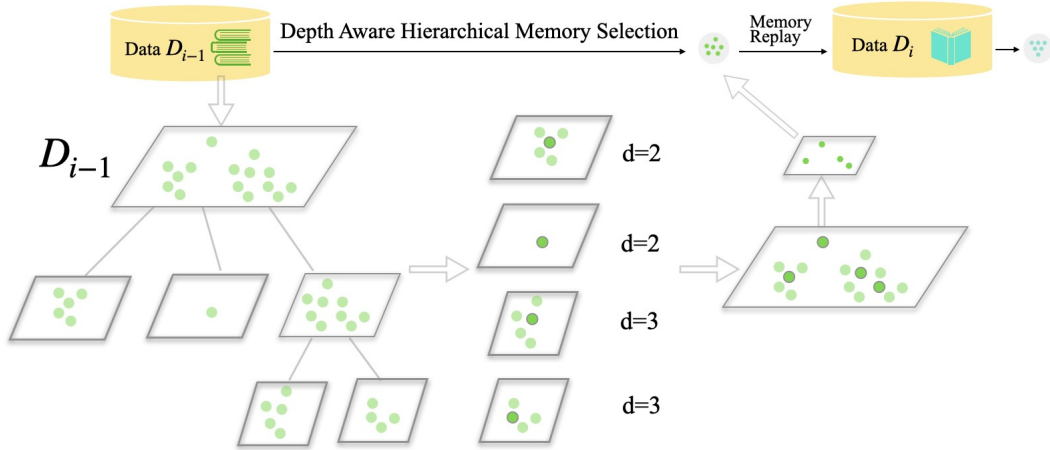 Data D_{i−1}
Depth Aware Hierarchical Memory Selection
Memory
Replay
Data D_i
D_{i−1}
d=2
d=2
d=3
d=3